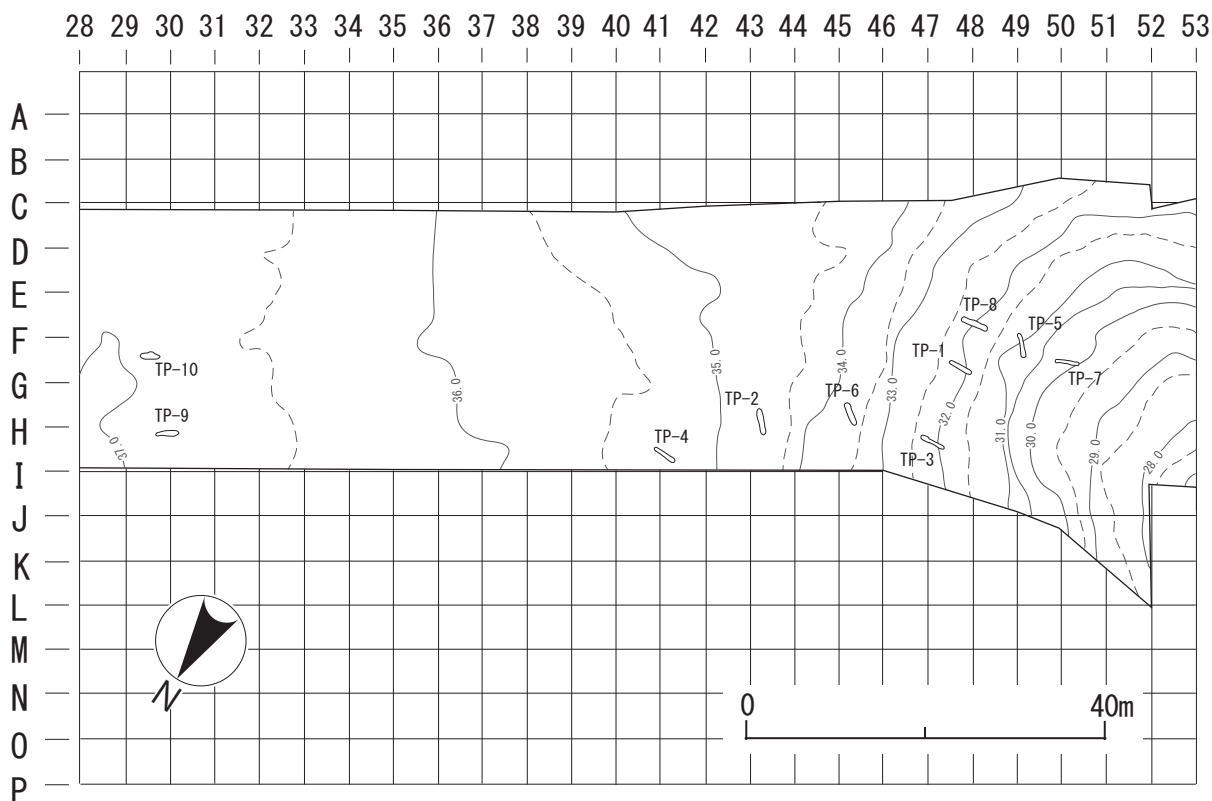 28 29 30 31 32 33 34 35 36 37 38 39 40 41 42 43 44 45 46 47 48 49 50 51 52 53
A
B
C
D
E
TP-8
F
TP-5
TP-1
35.0
34.0
TP-10
TP-7
G
36.0
33.0
TP-9
TP-2
TP-6
32.0
H
37.0
TP-4
31.0
30.0
29.0
TP-3
28.0
I
J
K
L
M
N
N
0 40m
O
P